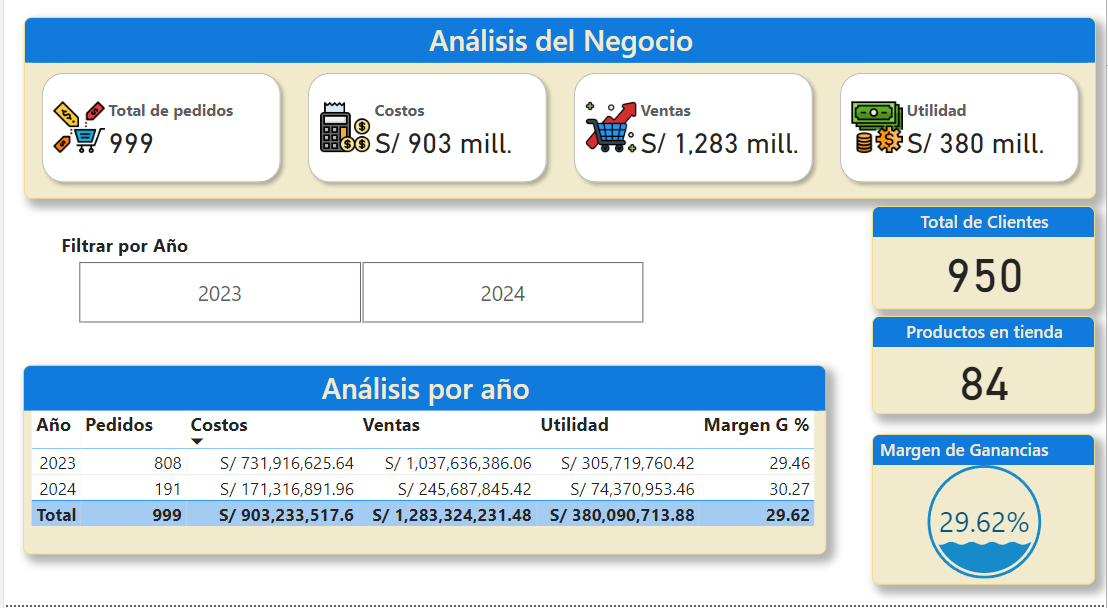 Análisis del Negocio
Total de pedidos
999
Costos
S/ 903 mill.
Ventas
S/ 1,283 mill.
Utilidad
S/ 380 mill.
Filtrar por Año
2023 2024
Total de Clientes
950
Productos en tienda
84
Margen de Ganancias
29.62%
Análisis por año
Año Pedidos Costos Ventas Utilidad Margen G %
2023 808 S/ 731,916,625.64 S/ 1,037,636,386.06 S/ 305,719,760.42 29.46
2024 191 S/ 171,316,891.96 S/ 245,687,845.42 S/ 74,370,953.46 30.27
Total 999 S/ 903,233,517.6 S/ 1,283,324,231.48 S/ 380,090,713.88 29.62